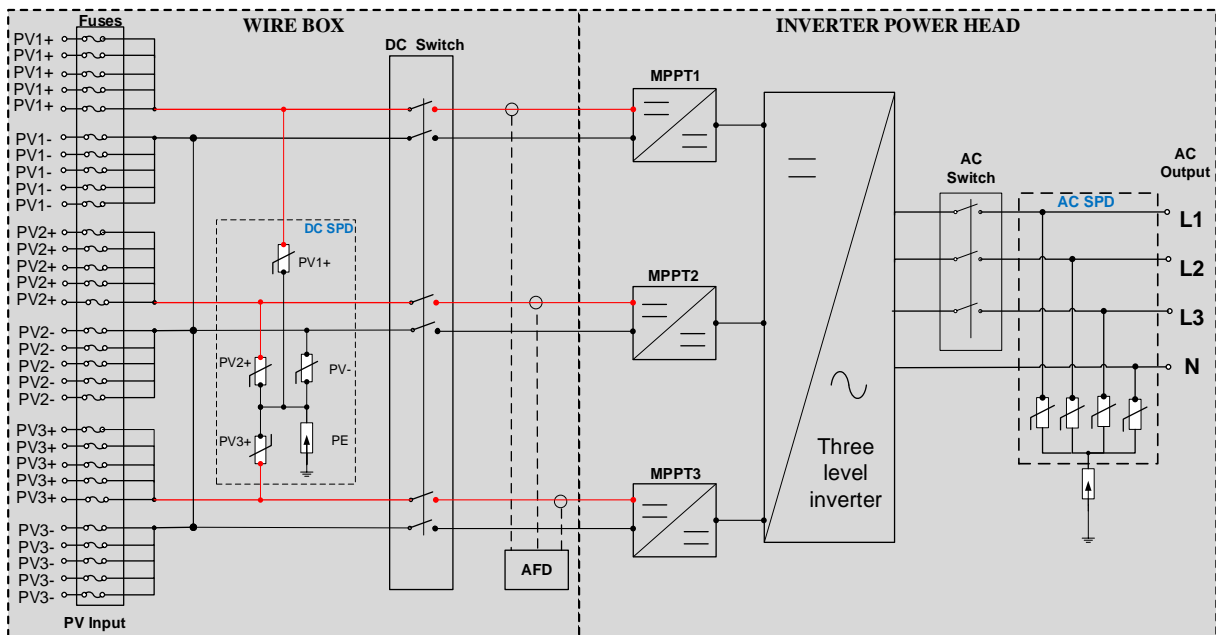 Fuses
WIRE BOX
INVERTER POWER HEAD
PV1+
PV1+
PV1+
PV1+
PV1+
PV1-
PV1-
PV1-
PV1-
PV1-
PV2+
PV2+
PV2+
PV2+
PV2+
PV2-
PV2-
PV2-
PV2-
PV2-
PV3+
PV3+
PV3+
PV3+
PV3+
PV3-
PV3-
PV3-
PV3-
PV3-
PV Input
DC SPD
PV1+
PV2+
PV-
PV3+
PE
DC Switch
AFD
MPPT1
MPPT2
MPPT3
Three
level
inverter
AC
Switch
AC SPD
AC
Output
L1
L2
L3
N